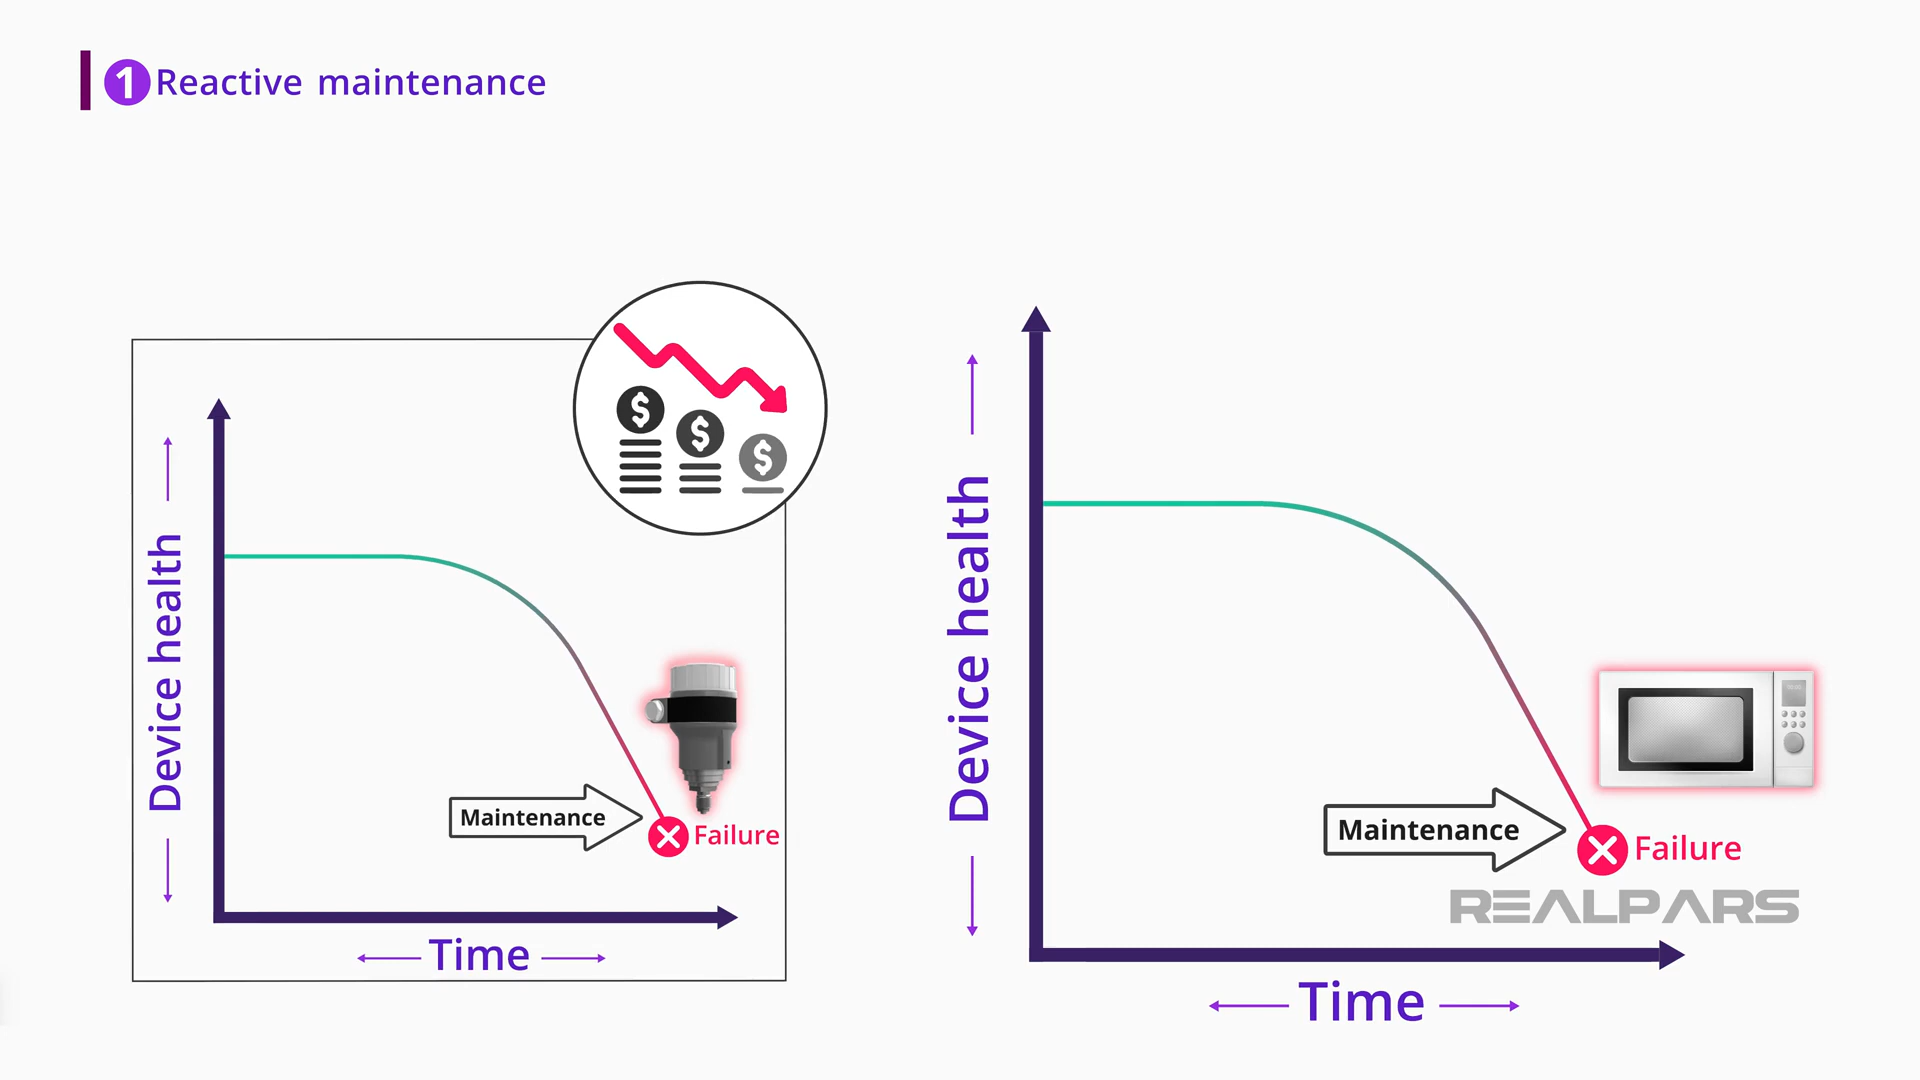 1 Reactive maintenance
$ $ $
Device health
Maintenance
Failure
Time
Device health
Maintenance
Failure
REALPARS
Time